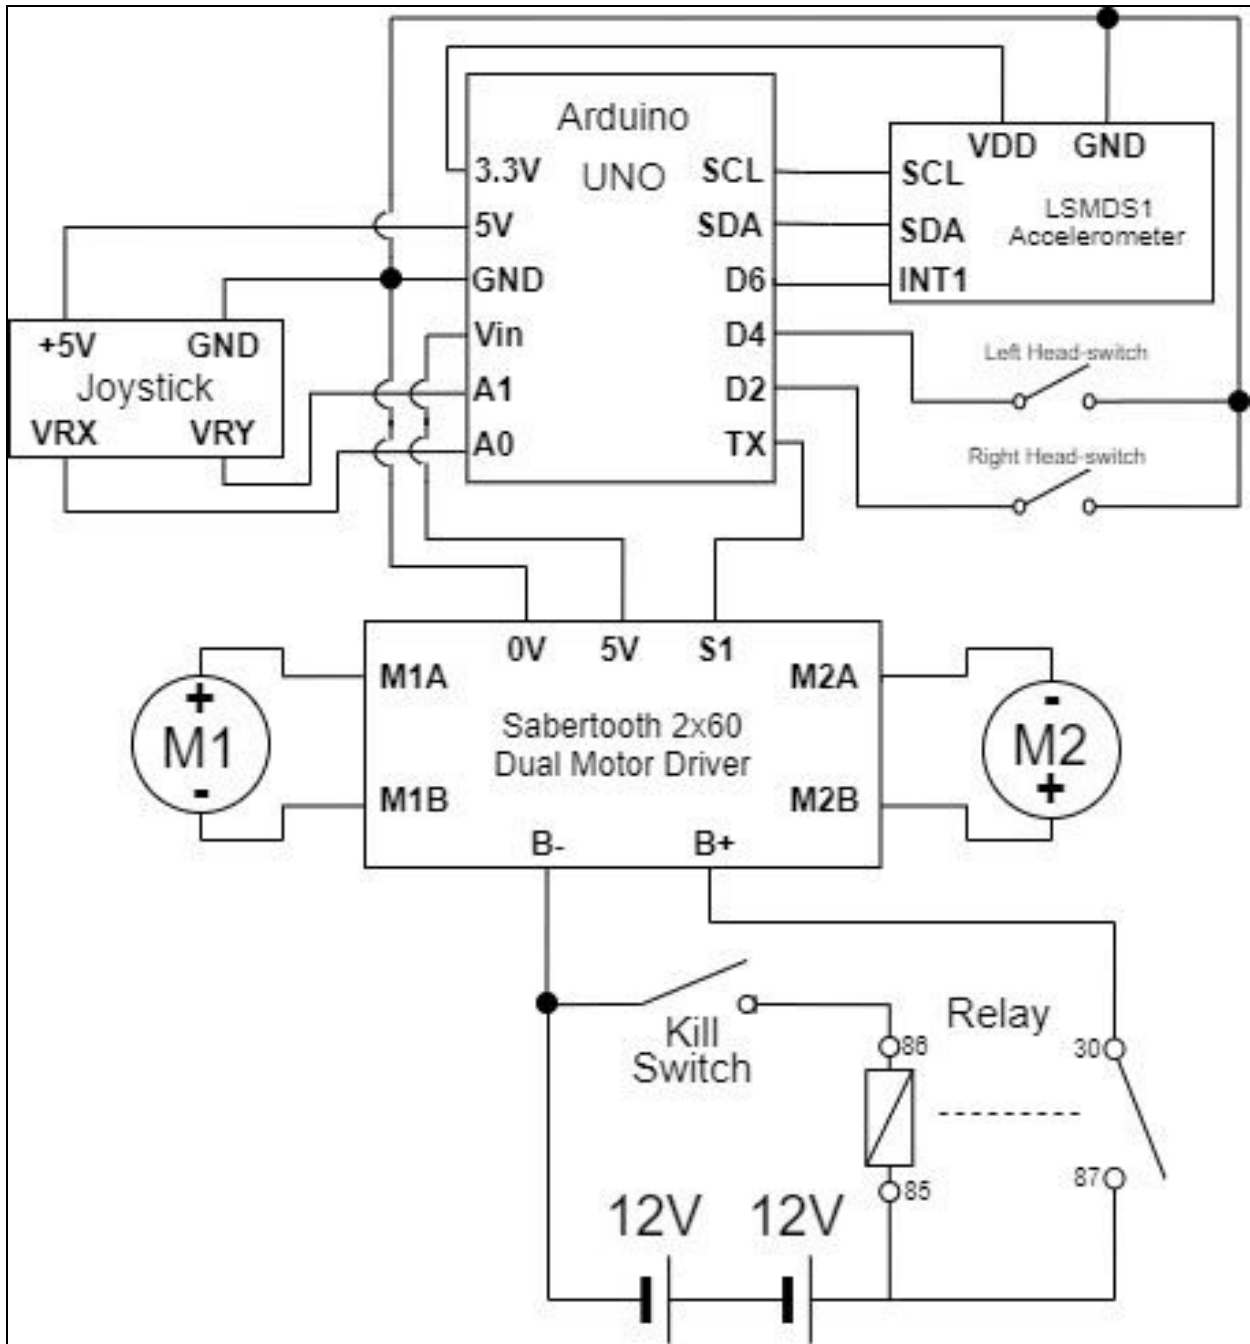 Arduino
UNO
3.3V
5V
GND
Vin
A1
A0
SCL
SDA
D6
D4
D2
TX
VDD GND
SCL
SDA
INT1
LSMDS1
Accelerometer
Left Head-switch
Right Head-switch
+5V GND
Joystick
VRX VRY
0V 5V S1
M1A
M1B
M2A
M2B
Sabertooth 2x60
Dual Motor Driver
B- B+
+
M1
-
-
M2
+
Kill
Switch
Relay
86
85
30
87
12V 12V